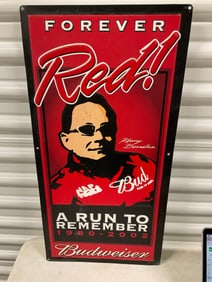 FOREVER
Red!
Bud
A RUN TO
REMEMBER
1960-2002
Budweiser